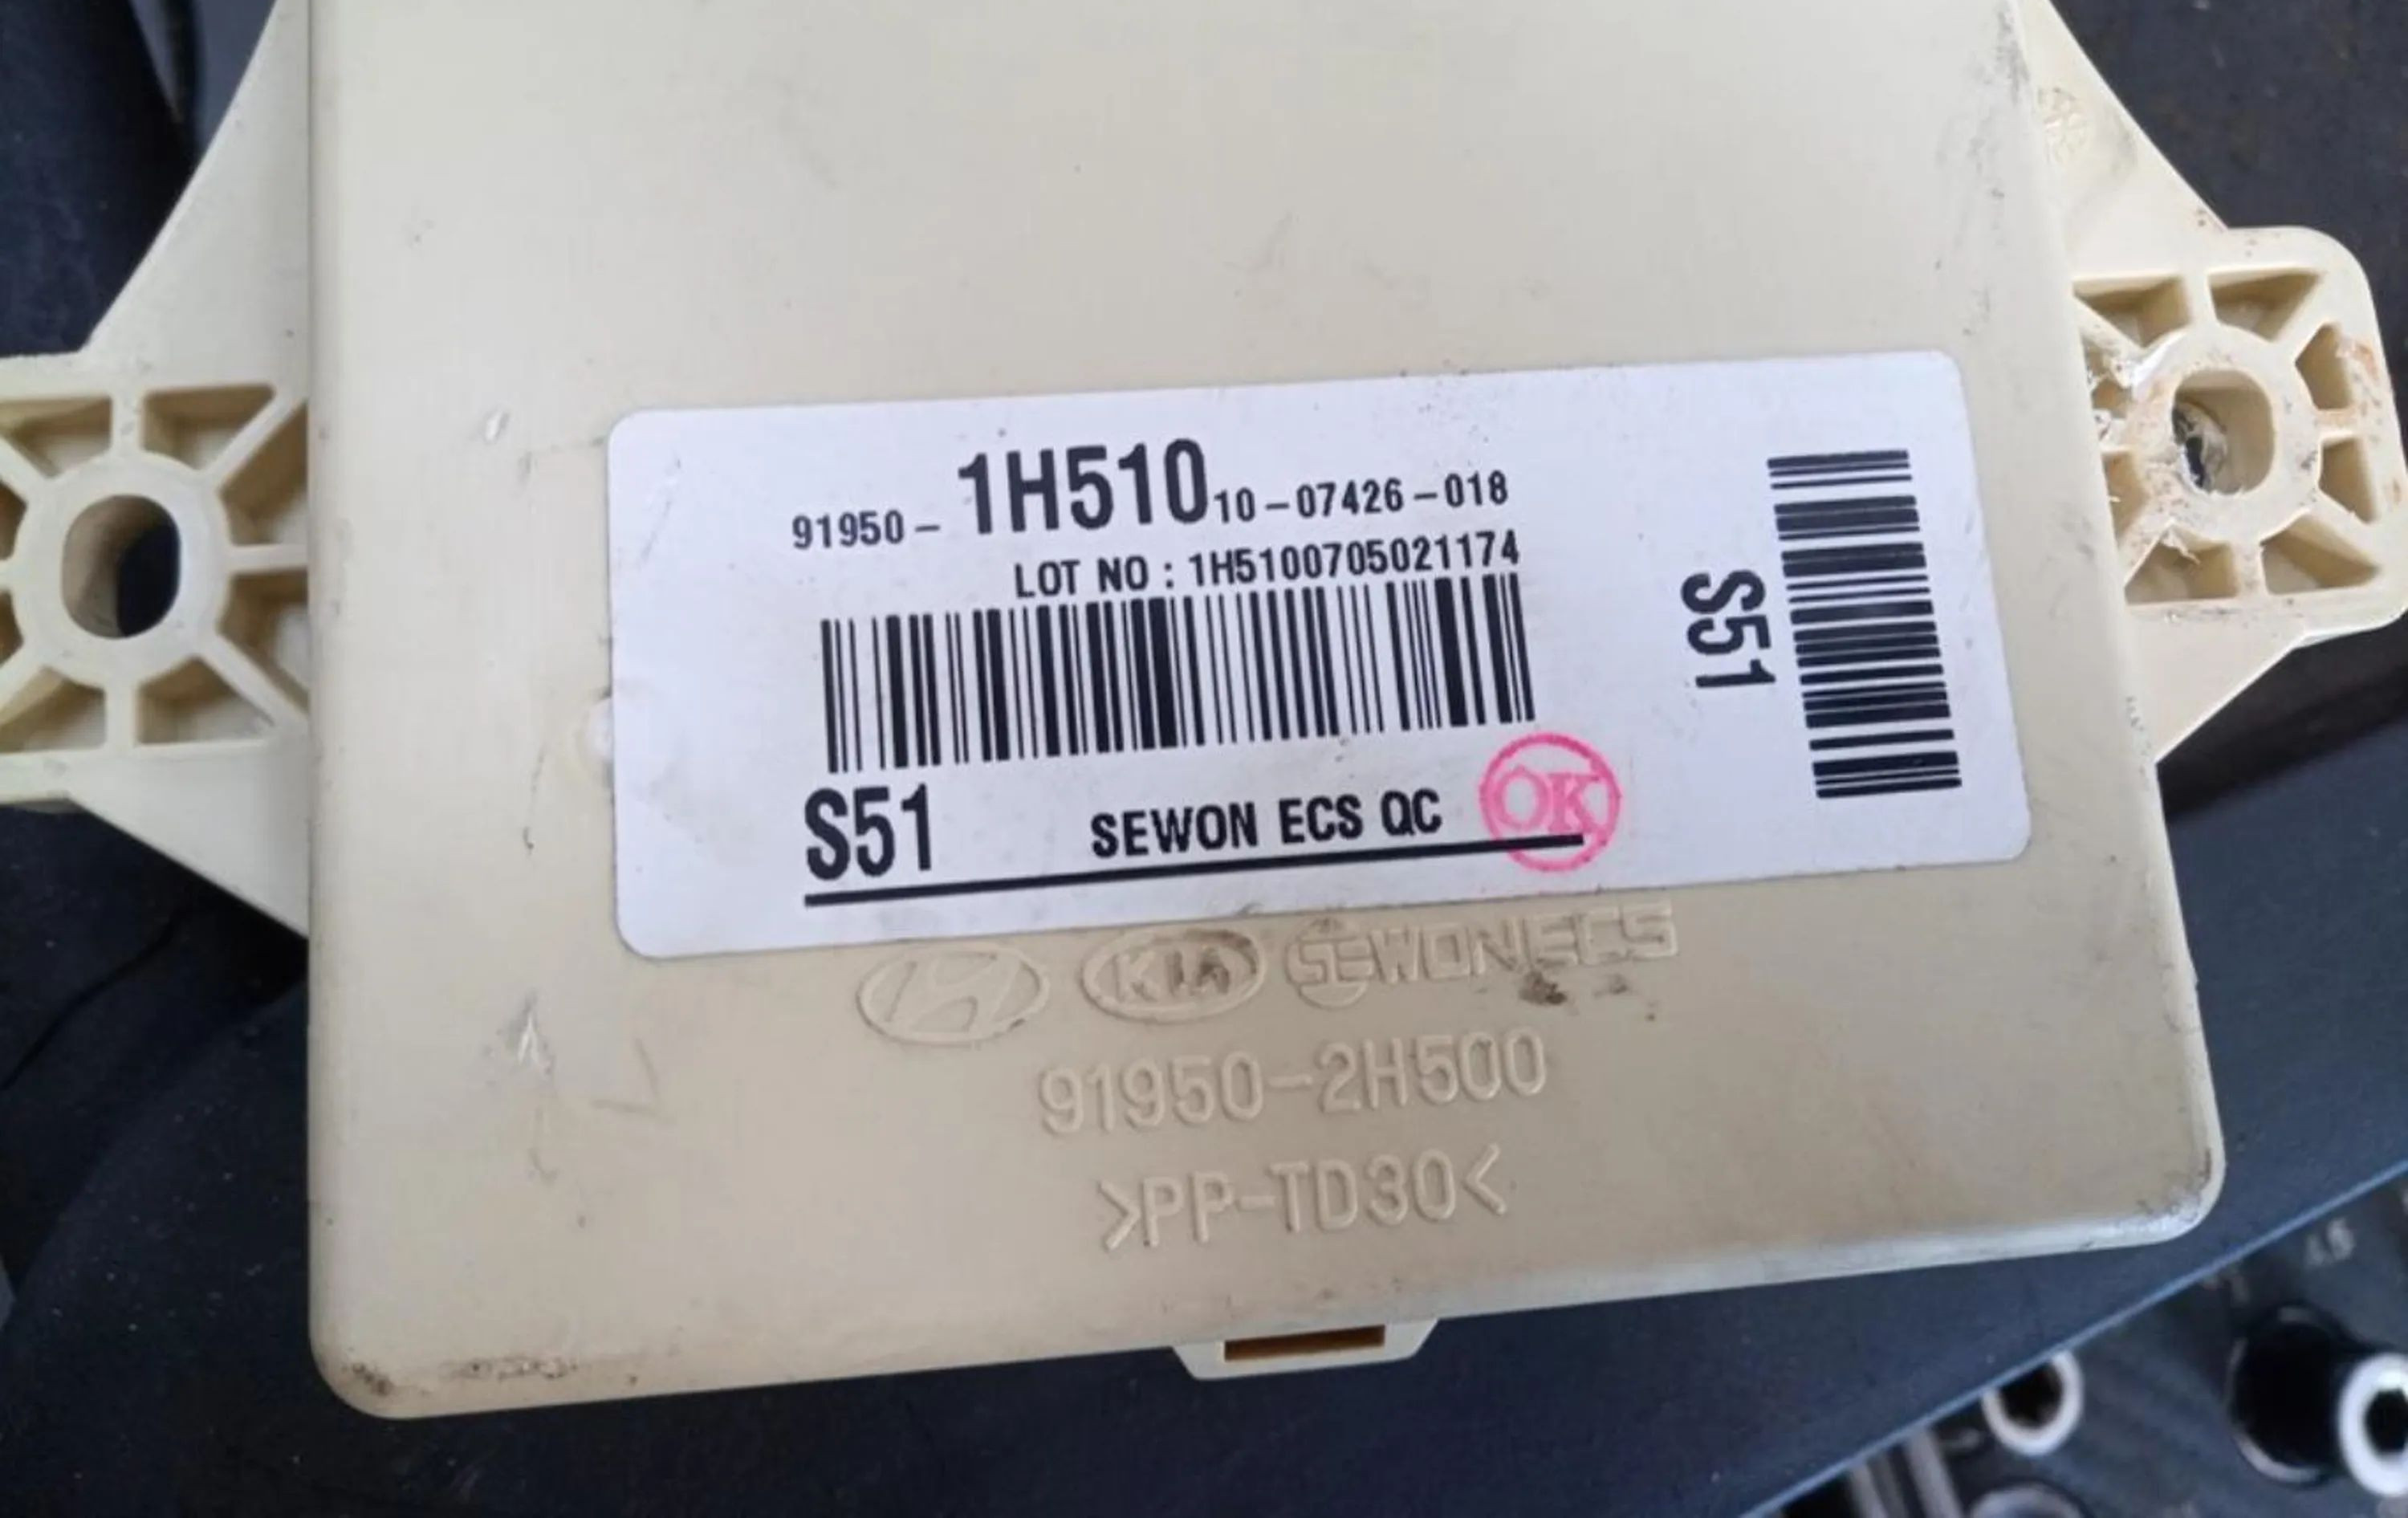 91950- 1H510 10-07426-018
LOT NO : 1H5100705021174
S51
S51 SEWON ECS QC OK
KIA SEWONECS
91950-2H500
>PP-TD30<